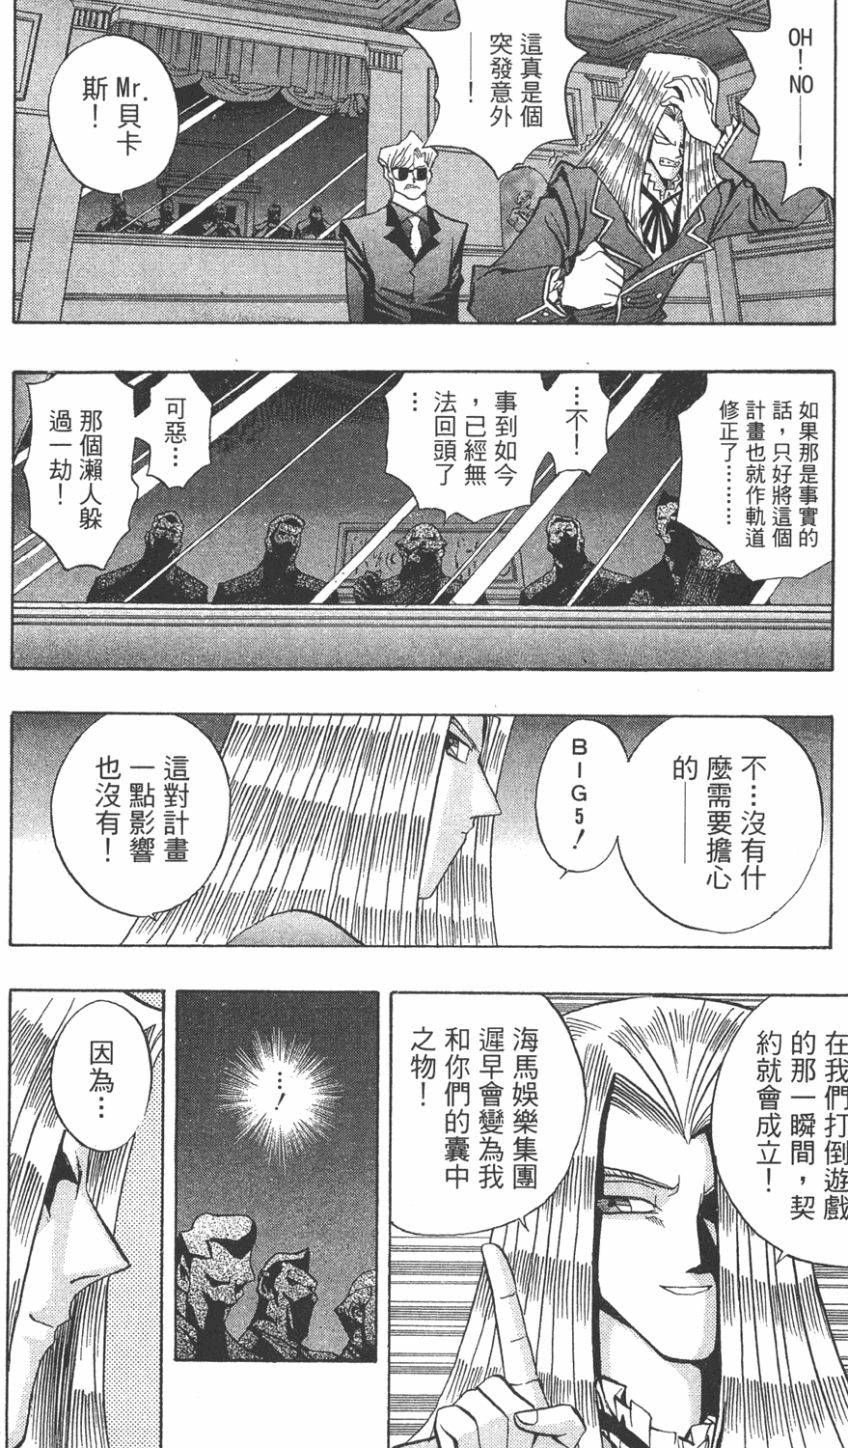 OH！NO——！
這真是個
突發意外
——！
Mr.貝卡
斯！
如果那是事實的
話，只好將這個
計畫也就作軌道
修正了………
…不！
事到如今
，已經無
法回頭了
…
可惡…
那個瀨人躲
過一劫！
不…沒有什
麼需要擔心
的——
BIG5！
這對計畫
一點影響
也沒有！
在我們打倒遊戲
的那一瞬間，契
約就會成立！
海馬娛樂集團
遲早會變為我
和你們的囊中
之物！
…！
因為…